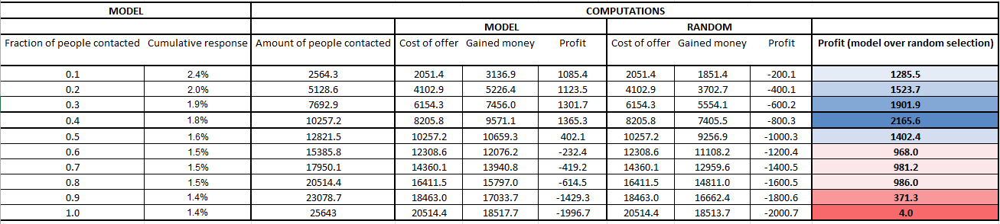 MODEL COMPUTATIONS
MODEL RANDOM
Fraction of people contacted Cumulative response Amount of people contacted Cost of offer Gained money Profit Cost of offer Gained money Profit Profit (model over random selection)
0.1 2.4% 2564.3 2051.4 3136.9 1085.4 2051.4 1851.4 -200.1 1285.5
0.2 2.0% 5128.6 4102.9 5226.4 1123.5 4102.9 3702.7 -400.1 1523.7
0.3 1.9% 7692.9 6154.3 7456.0 1301.7 6154.3 5554.1 -600.2 1901.9
0.4 1.8% 10257.2 8205.8 9571.1 1365.3 8205.8 7405.5 -800.3 2165.6
0.5 1.6% 12821.5 10257.2 10659.3 402.1 10257.2 9256.9 -1000.3 1402.4
0.6 1.5% 15385.8 12308.6 12076.2 -232.4 12308.6 11108.2 -1200.4 968.0
0.7 1.5% 17950.1 14360.1 13940.8 -419.2 14360.1 12959.6 -1400.5 981.2
0.8 1.5% 20514.4 16411.5 15797.0 -614.5 16411.5 14811.0 -1600.5 986.0
0.9 1.4% 23078.7 18463.0 17033.7 -1429.3 18463.0 16662.4 -1800.6 371.3
1.0 1.4% 25643 20514.4 18517.7 -1996.7 20514.4 18513.7 -2000.7 4.0